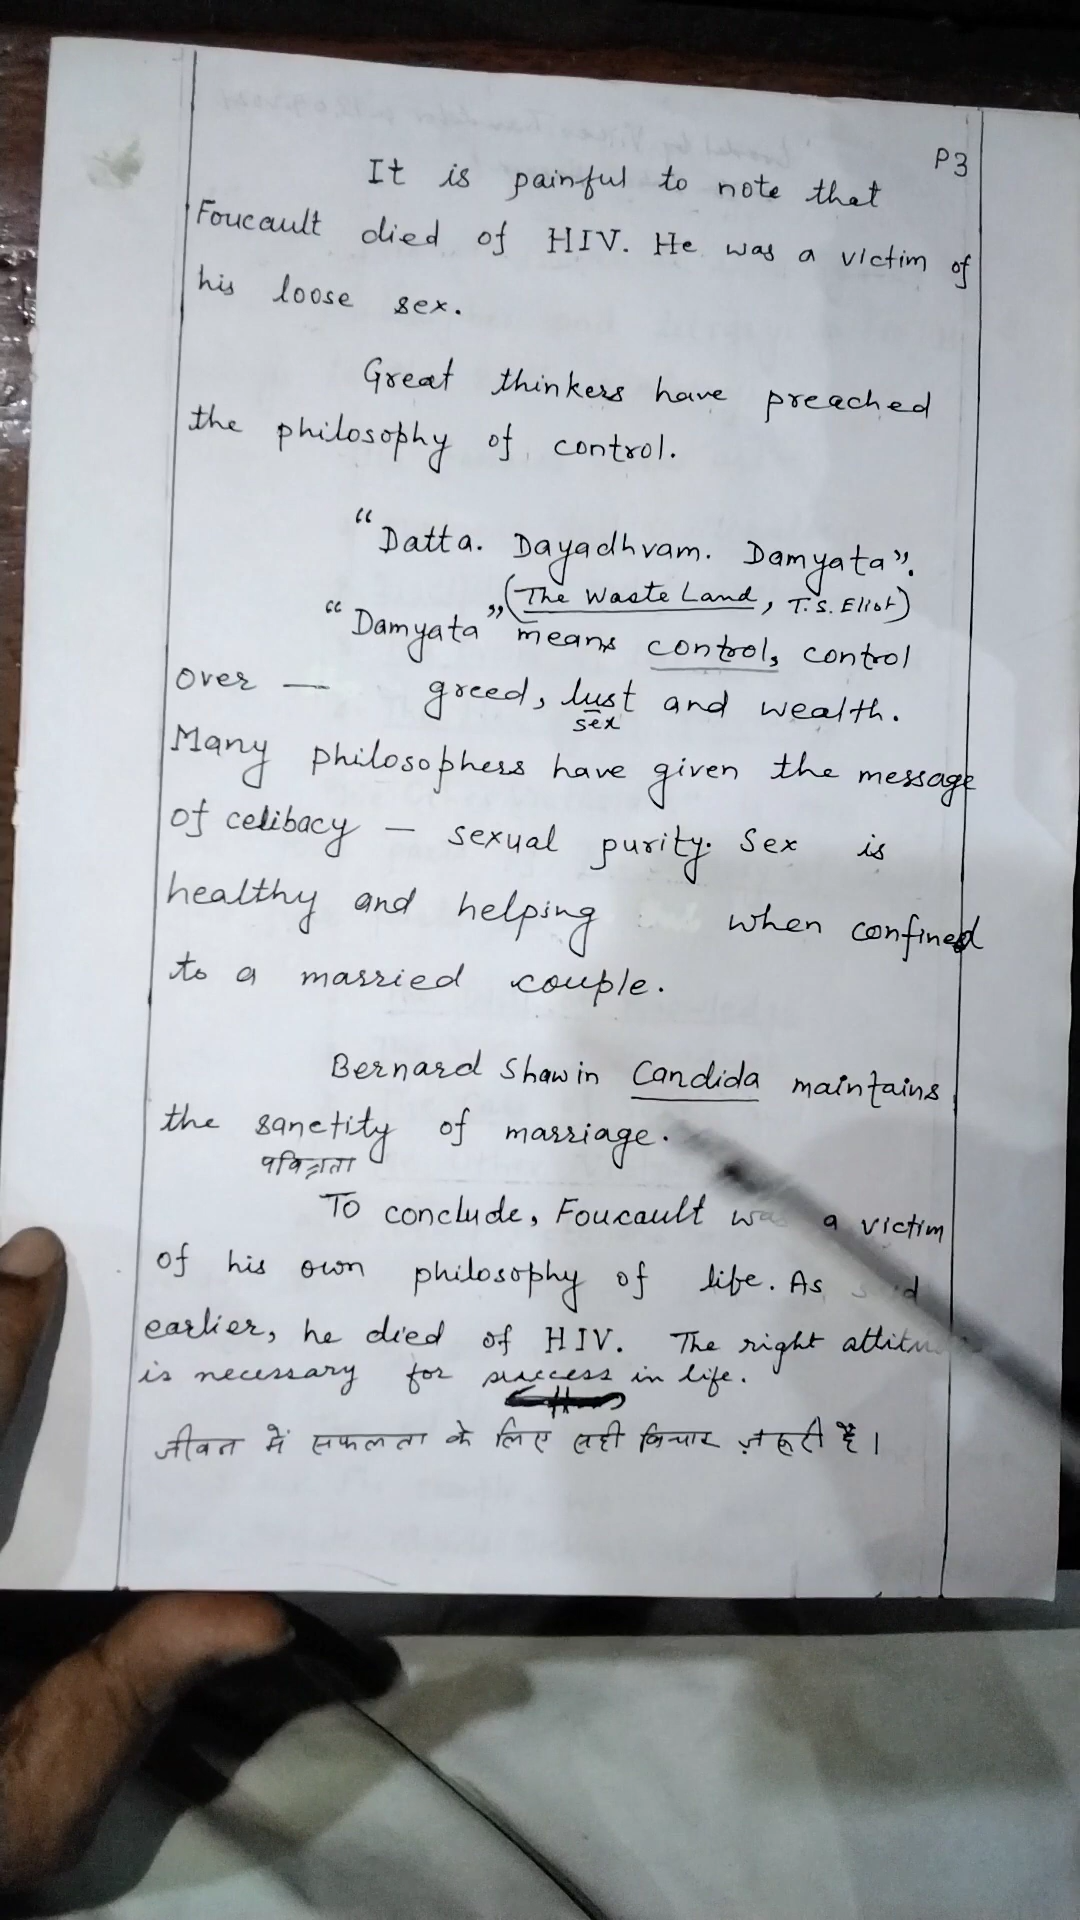 P3
It is painful to note that
Foucault died of HIV. He was a victim of
his loose sex.
Great thinkers have preached
the philosophy of control.
"Datta. Dayadhvam. Damyata".
(The Waste Land, T.S. Eliot)
"Damyata" means control, control
over — greed, lust and wealth.
sex
Many philosophers have given the message
of celibacy — sexual purity. Sex is
healthy and helping when confined
to a married couple.
Bernard Shaw in Candida maintains
the sanctity of marriage.
पवित्रता
To conclude, Foucault was a victim
of his own philosophy of life. As
earlier, he died of HIV. The right
is necessary for success in life.
जीवन में सफलता के लिए सही विचार ज़रूरी है।